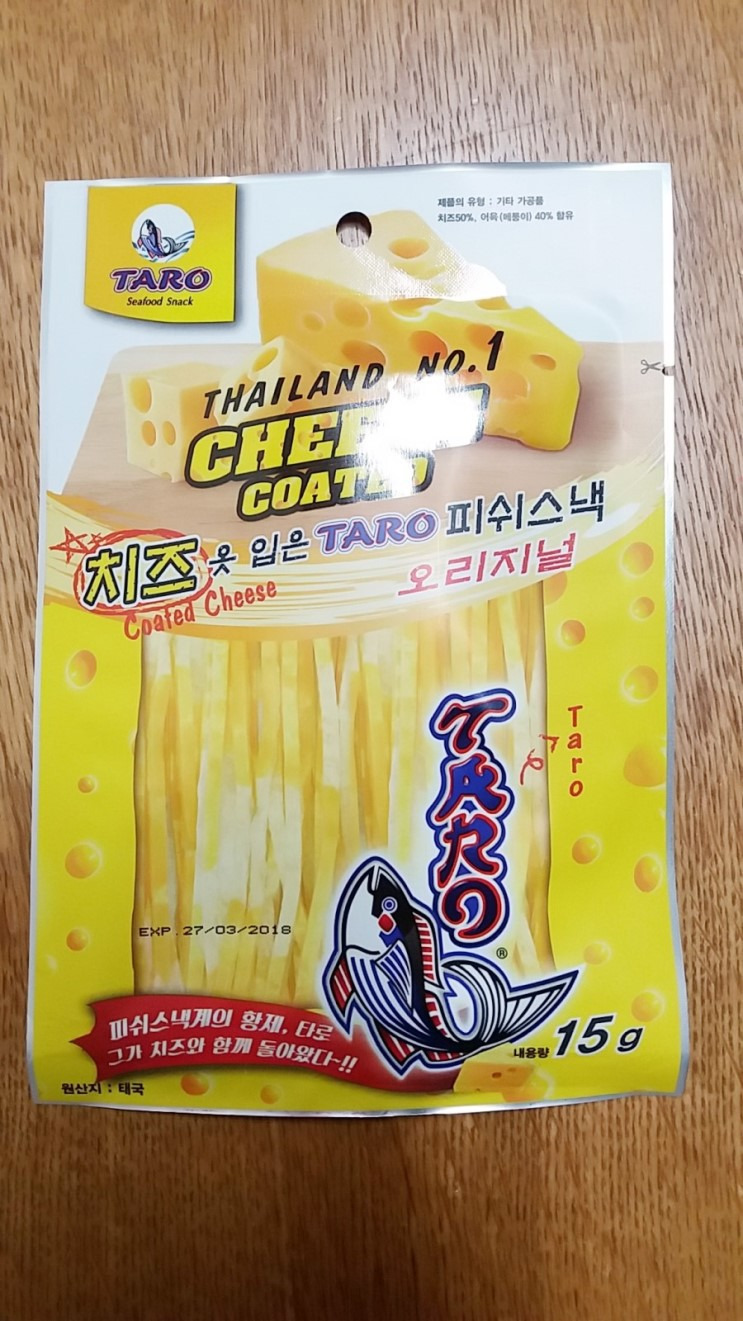 제품의 유형 : 기타 가공품
치즈50%, 어육(메퉁이) 40% 함유
TARO
Seafood Snack
THAILAND NO.1
COATED
치즈 옷 입은 TARO 피쉬스낵
오리지널
Coated Cheese
Taro
TARO
®
EXP. 27/03/2018
피쉬스낵계의 황제, 타로
그가 치즈와 함께 돌아왔다~!!
내용량 15g
원산지 : 태국